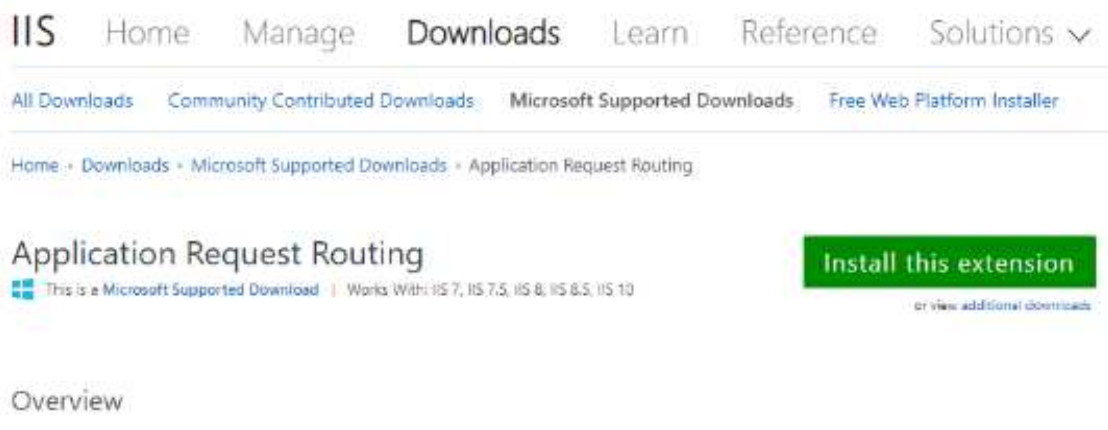 IIS Home Manage Downloads Learn Reference Solutions
All Downloads Community Contributed Downloads Microsoft Supported Downloads Free Web Platform Installer
Home • Downloads • Microsoft Supported Downloads • Application Request Routing
Application Request Routing
Install this extension
This is a Microsoft Supported Download | Works With: IIS 7, IIS 7.5, IIS 8, IIS 8.5, IIS 10
or view additional downloads
Overview